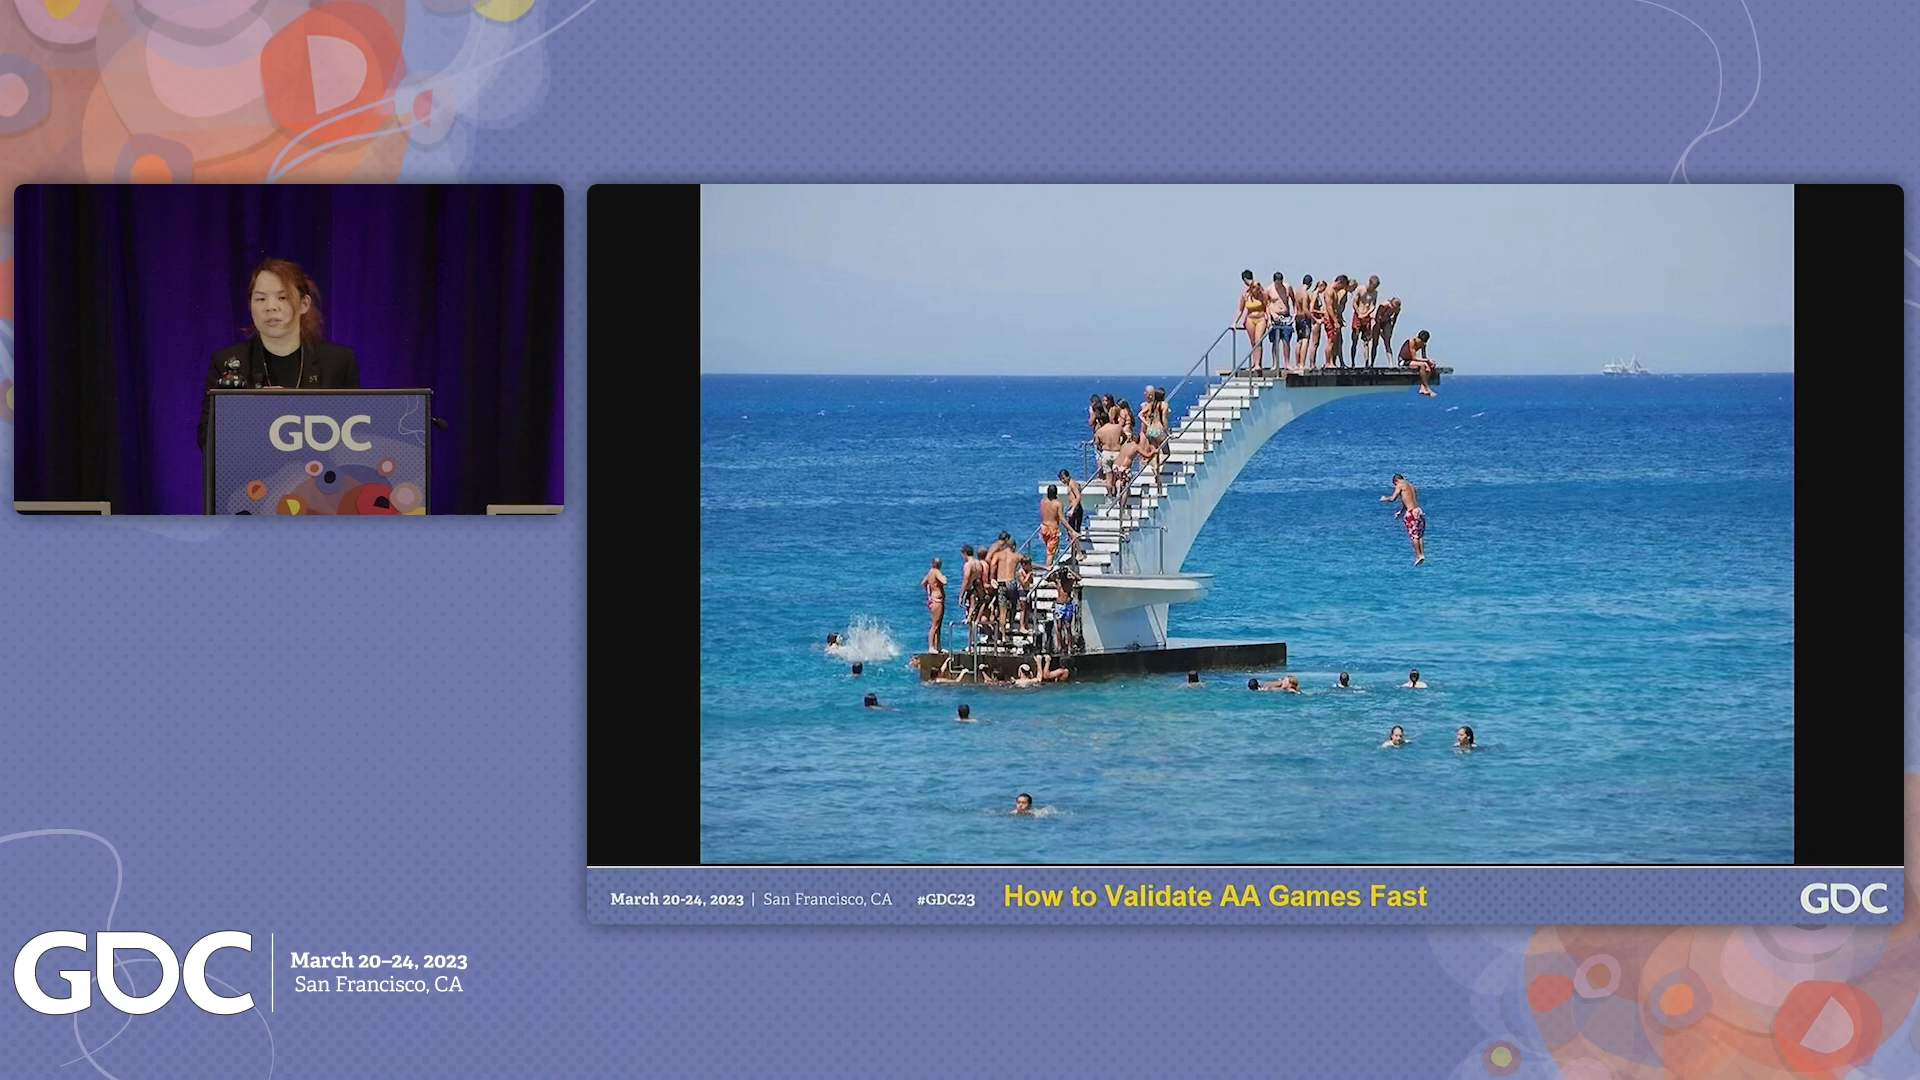 GDC
March 20-24, 2023 | San Francisco, CA #GDC23 How to Validate AA Games Fast GDC
GDC
March 20–24, 2023
San Francisco, CA